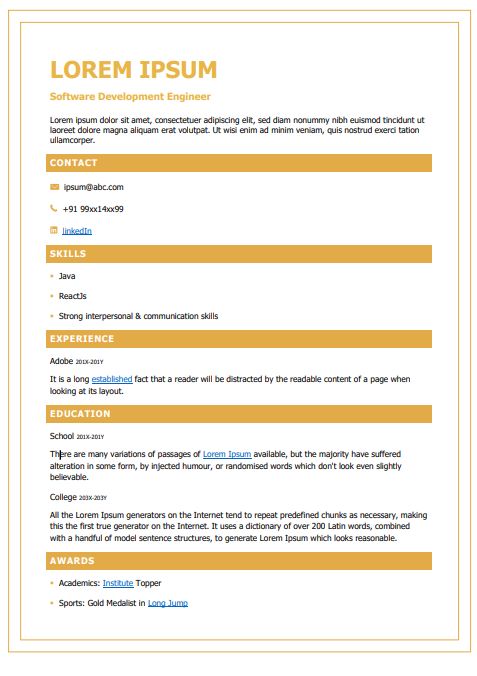 LOREM IPSUM
Software Development Engineer
Lorem ipsum dolor sit amet, consectetuer adipiscing elit, sed diam nonummy nibh euismod tincidunt ut
laoreet dolore magna aliquam erat volutpat. Ut wisi enim ad minim veniam, quis nostrud exerci tation
ullamcorper.
CONTACT
ipsum@abc.com
+91 99xx14xx99
linkedIn
SKILLS
Java
ReactJs
Strong interpersonal & communication skills
EXPERIENCE
Adobe 201X-201Y
It is a long established fact that a reader will be distracted by the readable content of a page when
looking at its layout.
EDUCATION
School 201X-201Y
There are many variations of passages of Lorem Ipsum available, but the majority have suffered
alteration in some form, by injected humour, or randomised words which don't look even slightly
believable.
College 203X-203Y
All the Lorem Ipsum generators on the Internet tend to repeat predefined chunks as necessary, making
this the first true generator on the Internet. It uses a dictionary of over 200 Latin words, combined
with a handful of model sentence structures, to generate Lorem Ipsum which looks reasonable.
AWARDS
Academics: Institute Topper
Sports: Gold Medalist in Long Jump